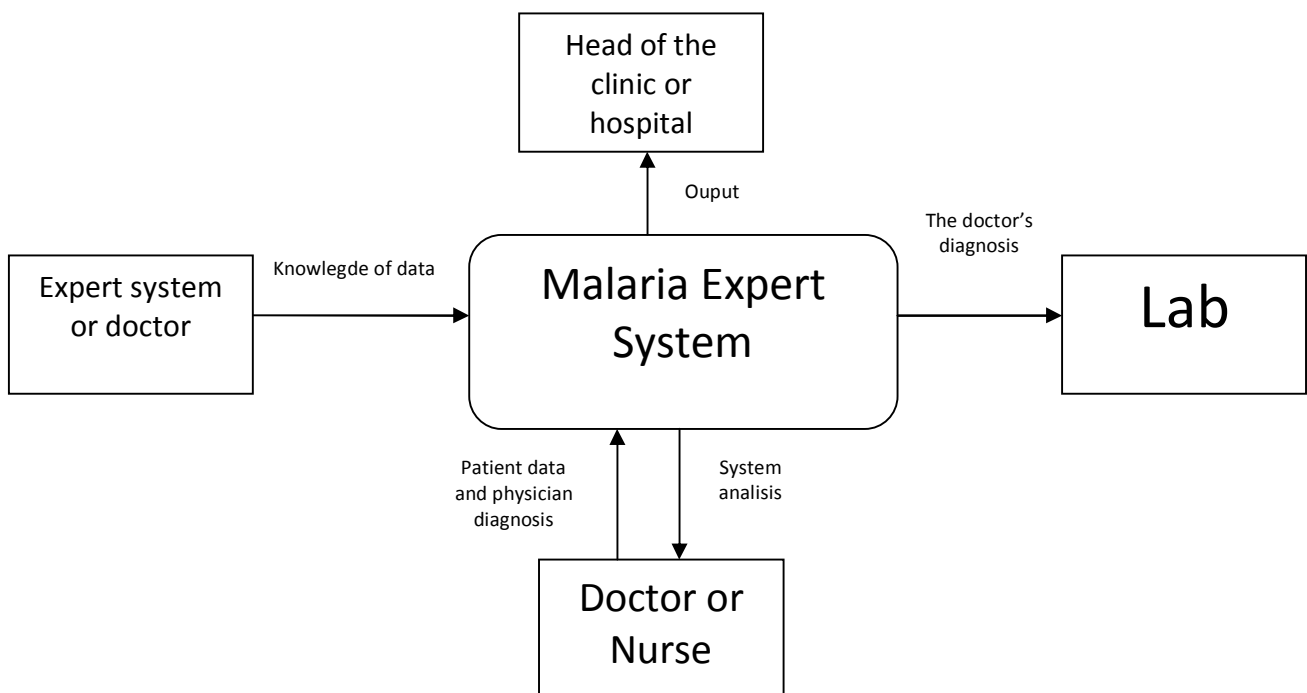 Head of the
clinic or
hospital
Ouput
The doctor’s
diagnosis
Expert system
or doctor
Knowlegde of data
Malaria Expert
System
Lab
Patient data
and physician
diagnosis
System
analisis
Doctor or
Nurse